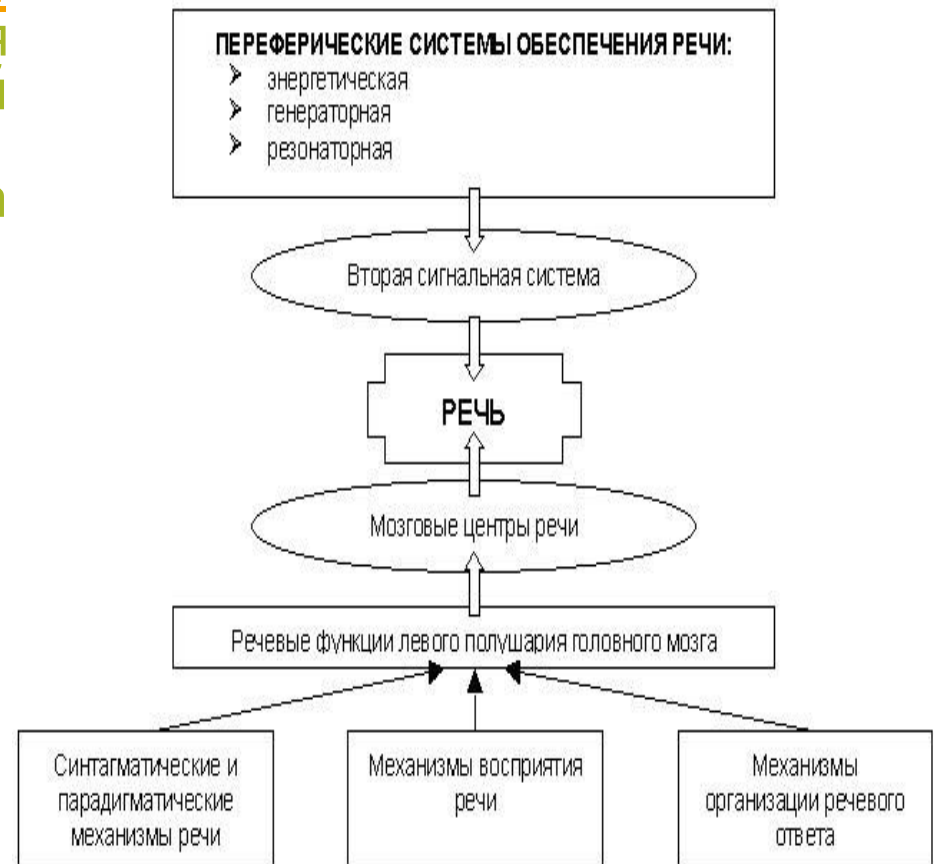 ПЕРЕФЕРИЧЕСКИЕ СИСТЕМЫ ОБЕСПЕЧЕНИЯ РЕЧИ:
энергетическая
генераторная
резонаторная
Вторая сигнальная система
РЕЧЬ
Мозговые центры речи
Речевые функции левого полушария головного мозга
Синтагматические и
парадигматические
механизмы речи
Механизмы восприятия
речи
Механизмы
организации речевого
ответа